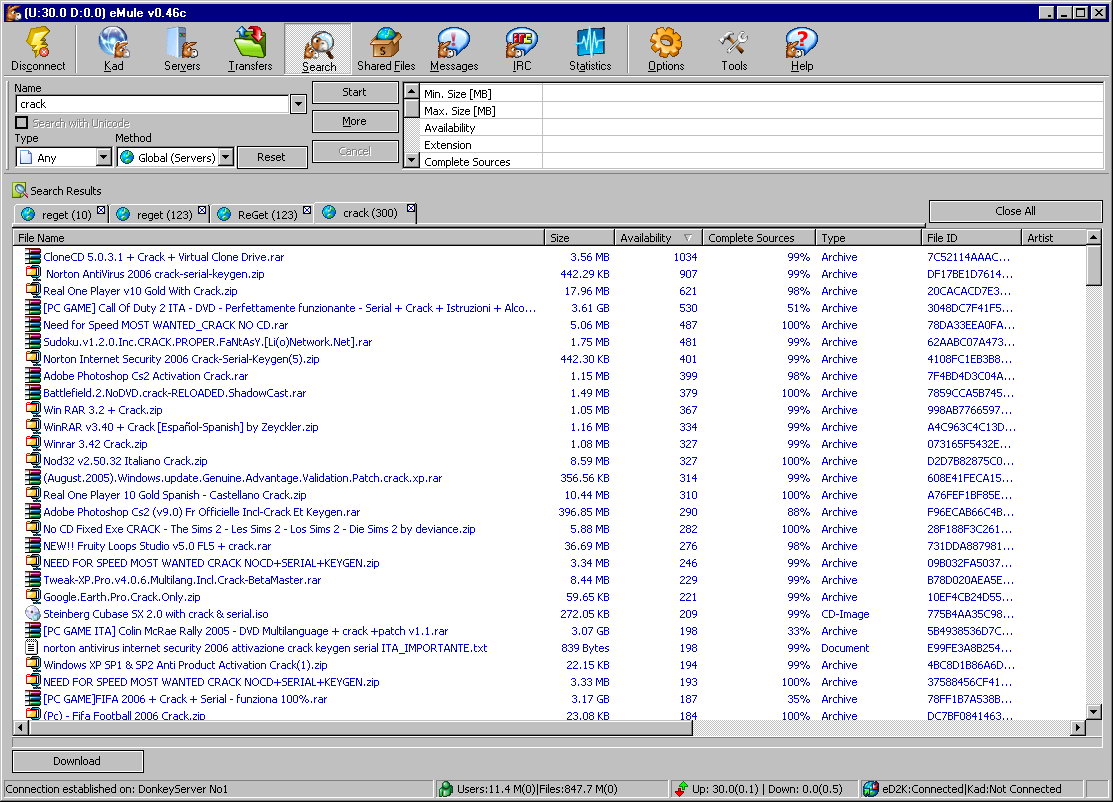 (U:30.0 D:0.0) eMule v0.46c
Disconnect Kad Servers Transfers Search Shared Files Messages IRC Statistics Options Tools Help
Name
crack
Search with Unicode
Type Method
Any Global (Servers) Reset
Start
More
Cancel
Min. Size [MB]
Max. Size [MB]
Availability
Extension
Complete Sources
Search Results
reget (10) reget (123) ReGet (123) crack (300) Close All
File Name Size Availability Complete Sources Type File ID Artist
CloneCD 5.0.3.1 + Crack + Virtual Clone Drive.rar 3.56 MB 1034 99% Archive 7C52114AAAC...
Norton AntiVirus 2006 crack-serial-keygen.zip 442.29 KB 907 99% Archive DF17BE1D7614...
Real One Player v10 Gold With Crack.zip 17.96 MB 621 98% Archive 20CACACD7E3...
[PC GAME] Call Of Duty 2 ITA - DVD - Perfettamente funzionante - Serial + Crack + Istruzioni + Alco... 3.61 GB 530 51% Archive 3048DC7F41F5...
Need for Speed MOST WANTED_CRACK NO CD.rar 5.06 MB 487 100% Archive 78DA33EEA0FA...
Sudoku.v1.2.0.Inc.CRACK.PROPER.FaNtAsY.[Li(o)Network.Net].rar 1.75 MB 481 99% Archive 62AABC07A473...
Norton Internet Security 2006 Crack-Serial-Keygen(5).zip 442.30 KB 401 99% Archive 4108FC1EB3B8...
Adobe Photoshop Cs2 Activation Crack.rar 1.15 MB 399 98% Archive 7F4BD4D3C04A...
Battlefield.2.NoDVD.crack-RELOADED.ShadowCast.rar 1.49 MB 379 100% Archive 7859CCA5B745...
Win RAR 3.2 + Crack.zip 1.05 MB 367 99% Archive 998AB7766597...
WinRAR v3.40 + Crack [Español-Spanish] by Zeyckler.zip 1.16 MB 334 99% Archive A4C963C4C13D...
Winrar 3.42 Crack.zip 1.08 MB 327 99% Archive 073165F5432E...
Nod32 v2.50.32 Italiano Crack.zip 8.59 MB 327 100% Archive D2D7B82875C0...
(August.2005).Windows.update.Genuine.Advantage.Validation.Patch.crack.xp.rar 356.56 KB 314 99% Archive 608E41FECA15...
Real One Player 10 Gold Spanish - Castellano Crack.zip 10.44 MB 310 100% Archive A76FEF1BF85E...
Adobe Photoshop Cs2 (v9.0) Fr Officielle Incl-Crack Et Keygen.rar 396.85 KB 290 88% Archive F96ECAB66C4B...
No CD Fixed Exe CRACK - The Sims 2 - Les Sims 2 - Los Sims 2 - Die Sims 2 by deviance.zip 5.88 MB 282 100% Archive 28F188F3C261...
NEW!! Fruity Loops Studio v5.0 FL5 + crack.rar 36.69 MB 276 98% Archive 731DDA887981...
NEED FOR SPEED MOST WANTED CRACK NOCD+SERIAL+KEYGEN.zip 3.34 MB 246 99% Archive 09B032FA5037...
Tweak-XP.Pro.v4.0.6.Multilang.Incl.Crack-BetaMaster.rar 8.44 MB 229 99% Archive B78D020AEA5E...
Google.Earth.Pro.Crack.Only.zip 59.65 KB 221 99% Archive 10EF4CB24D55...
Steinberg Cubase SX 2.0 with crack & serial.iso 272.05 KB 209 99% CD-Image 775B4AA35C98...
[PC GAME ITA] Colin McRae Rally 2005 - DVD Multilanguage + crack +patch v1.1.rar 3.07 GB 198 33% Archive 5B4938536D7C...
norton antivirus internet security 2006 attivazione crack keygen serial ITA_IMPORTANTE.txt 839 Bytes 198 98% Document E99FE3A8B254...
Windows XP SP1 & SP2 Anti Product Activation Crack(1).zip 22.15 KB 194 99% Archive 4BC8D1B86A6D...
NEED FOR SPEED MOST WANTED CRACK NOCD+SERIAL+KEYGEN.zip 3.33 MB 193 100% Archive 37588456CF41...
[PC GAME]FIFA 2006 + Crack + Serial - funziona 100%.rar 3.17 GB 187 35% Archive 78FF1B7A538B...
(Pc) - Fifa Football 2006 Crack.zip 23.08 KB 184 100% Archive DC7BF0841463...
Download
Connection established on: DonkeyServer No1 Users:11.4 M(0)|Files:847.7 M(0) Up: 30.0(0.1) | Down: 0.0(0.5) eD2K:Connected|Kad:Not Connected